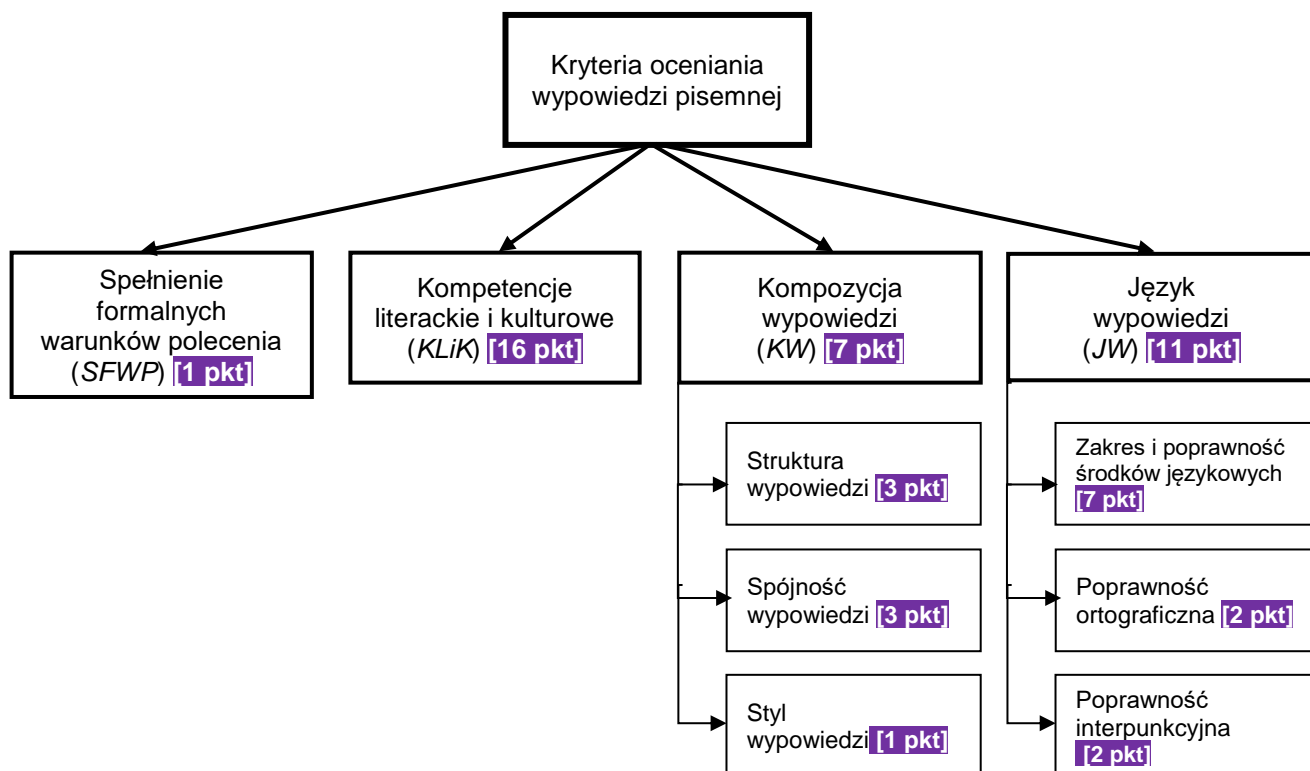 Kryteria oceniania
wypowiedzi pisemnej
Spełnienie
formalnych
warunków polecenia
(SFWP) [1 pkt]
Kompetencje
literackie i kulturowe
(KLiK) [16 pkt]
Kompozycja
wypowiedzi
(KW) [7 pkt]
Język
wypowiedzi
(JW) [11 pkt]
Struktura
wypowiedzi [3 pkt]
Spójność
wypowiedzi [3 pkt]
Styl
wypowiedzi [1 pkt]
Zakres i poprawność
środków językowych
[7 pkt]
Poprawność
ortograficzna [2 pkt]
Poprawność
interpunkcyjna
[2 pkt]